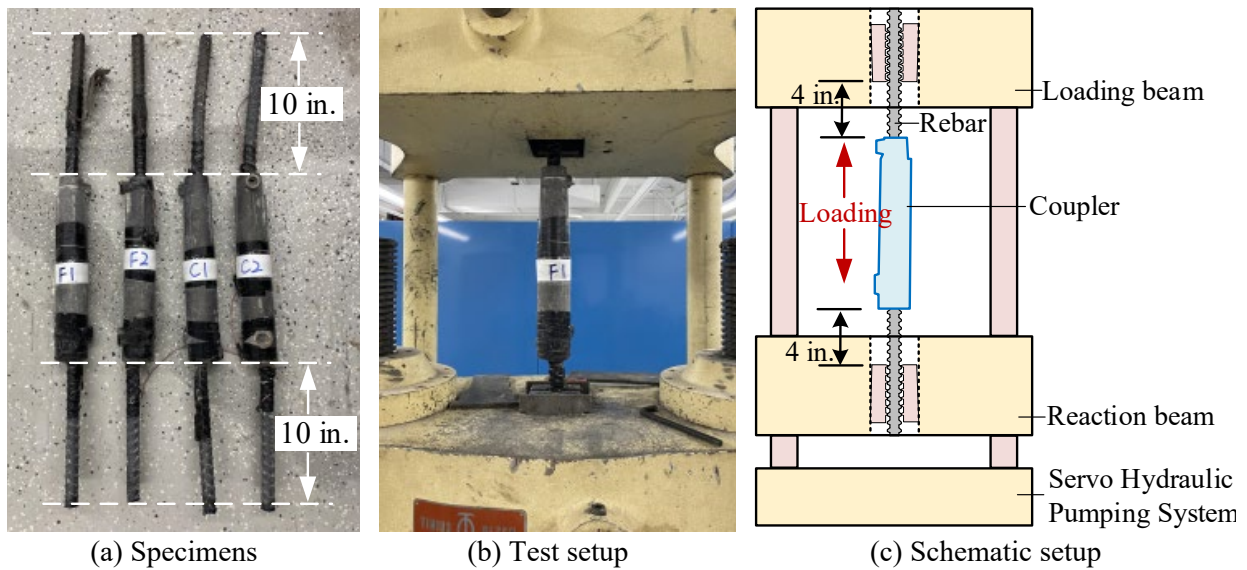 10 in.
F1
F2
C1
C2
10 in.
(a) Specimens
F1
(b) Test setup
4 in.
Loading beam
Rebar
Loading
Coupler
4 in.
Reaction beam
Servo Hydraulic
Pumping System
(c) Schematic setup